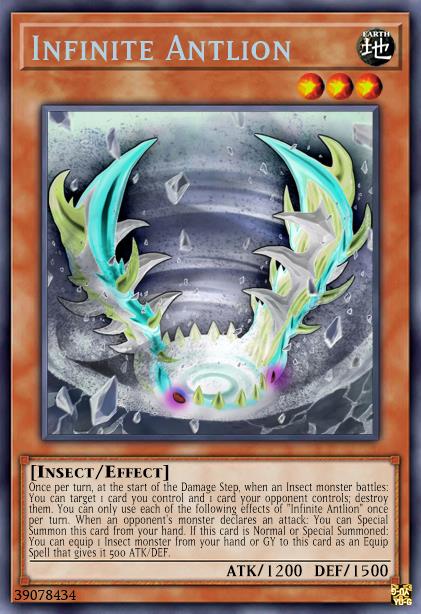 INFINITE ANTLION
EARTH
地
[INSECT/EFFECT]
Once per turn, at the start of the Damage Step, when an Insect monster battles:
You can target 1 card you control and 1 card your opponent controls; destroy
them. You can only use each of the following effects of "Infinite Antlion" once
per turn. When an opponent's monster declares an attack: You can Special
Summon this card from your hand. If this card is Normal or Special Summoned:
You can equip 1 Insect monster from your hand or GY to this card as an Equip
Spell that gives it 500 ATK/DEF.
ATK/1200 DEF/1500
39078434